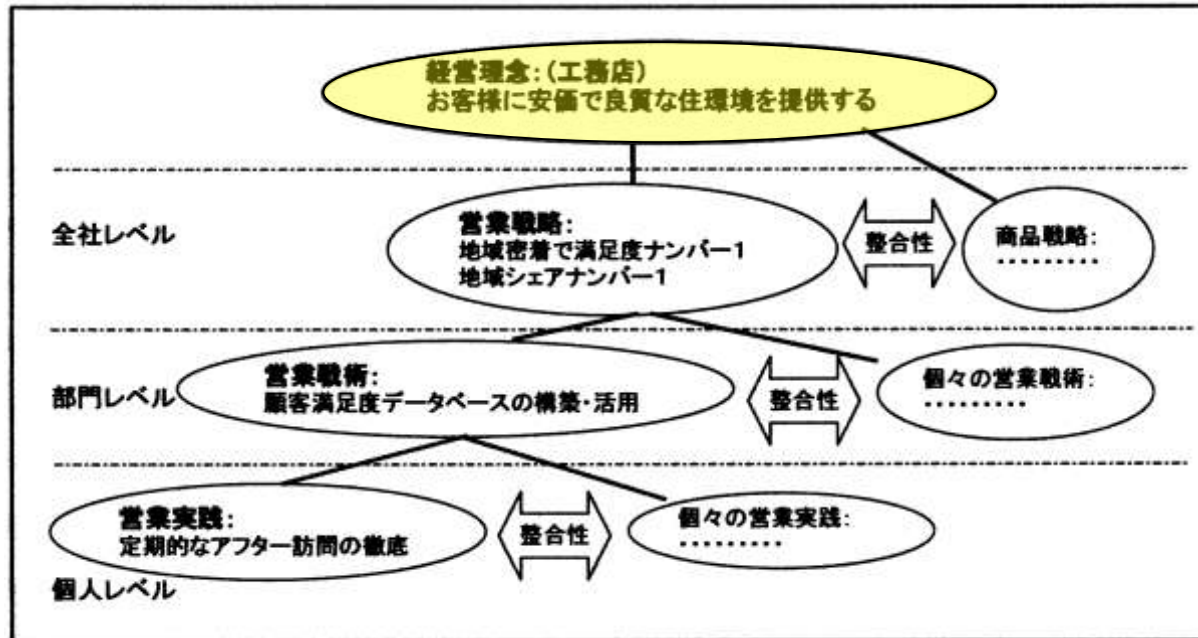 経営理念：（工務店）
お客様に安価で良質な住環境を提供する
全社レベル
営業戦略：
地域密着で満足度ナンバー１
地域シェアナンバー１
整合性
商品戦略：
・・・・・・・・・
部門レベル
営業戦術：
顧客満足度データベースの構築・活用
整合性
個々の営業戦術：
・・・・・・・・・
営業実践：
定期的なアフター訪問の徹底
整合性
個々の営業実践：
・・・・・・・・・
個人レベル